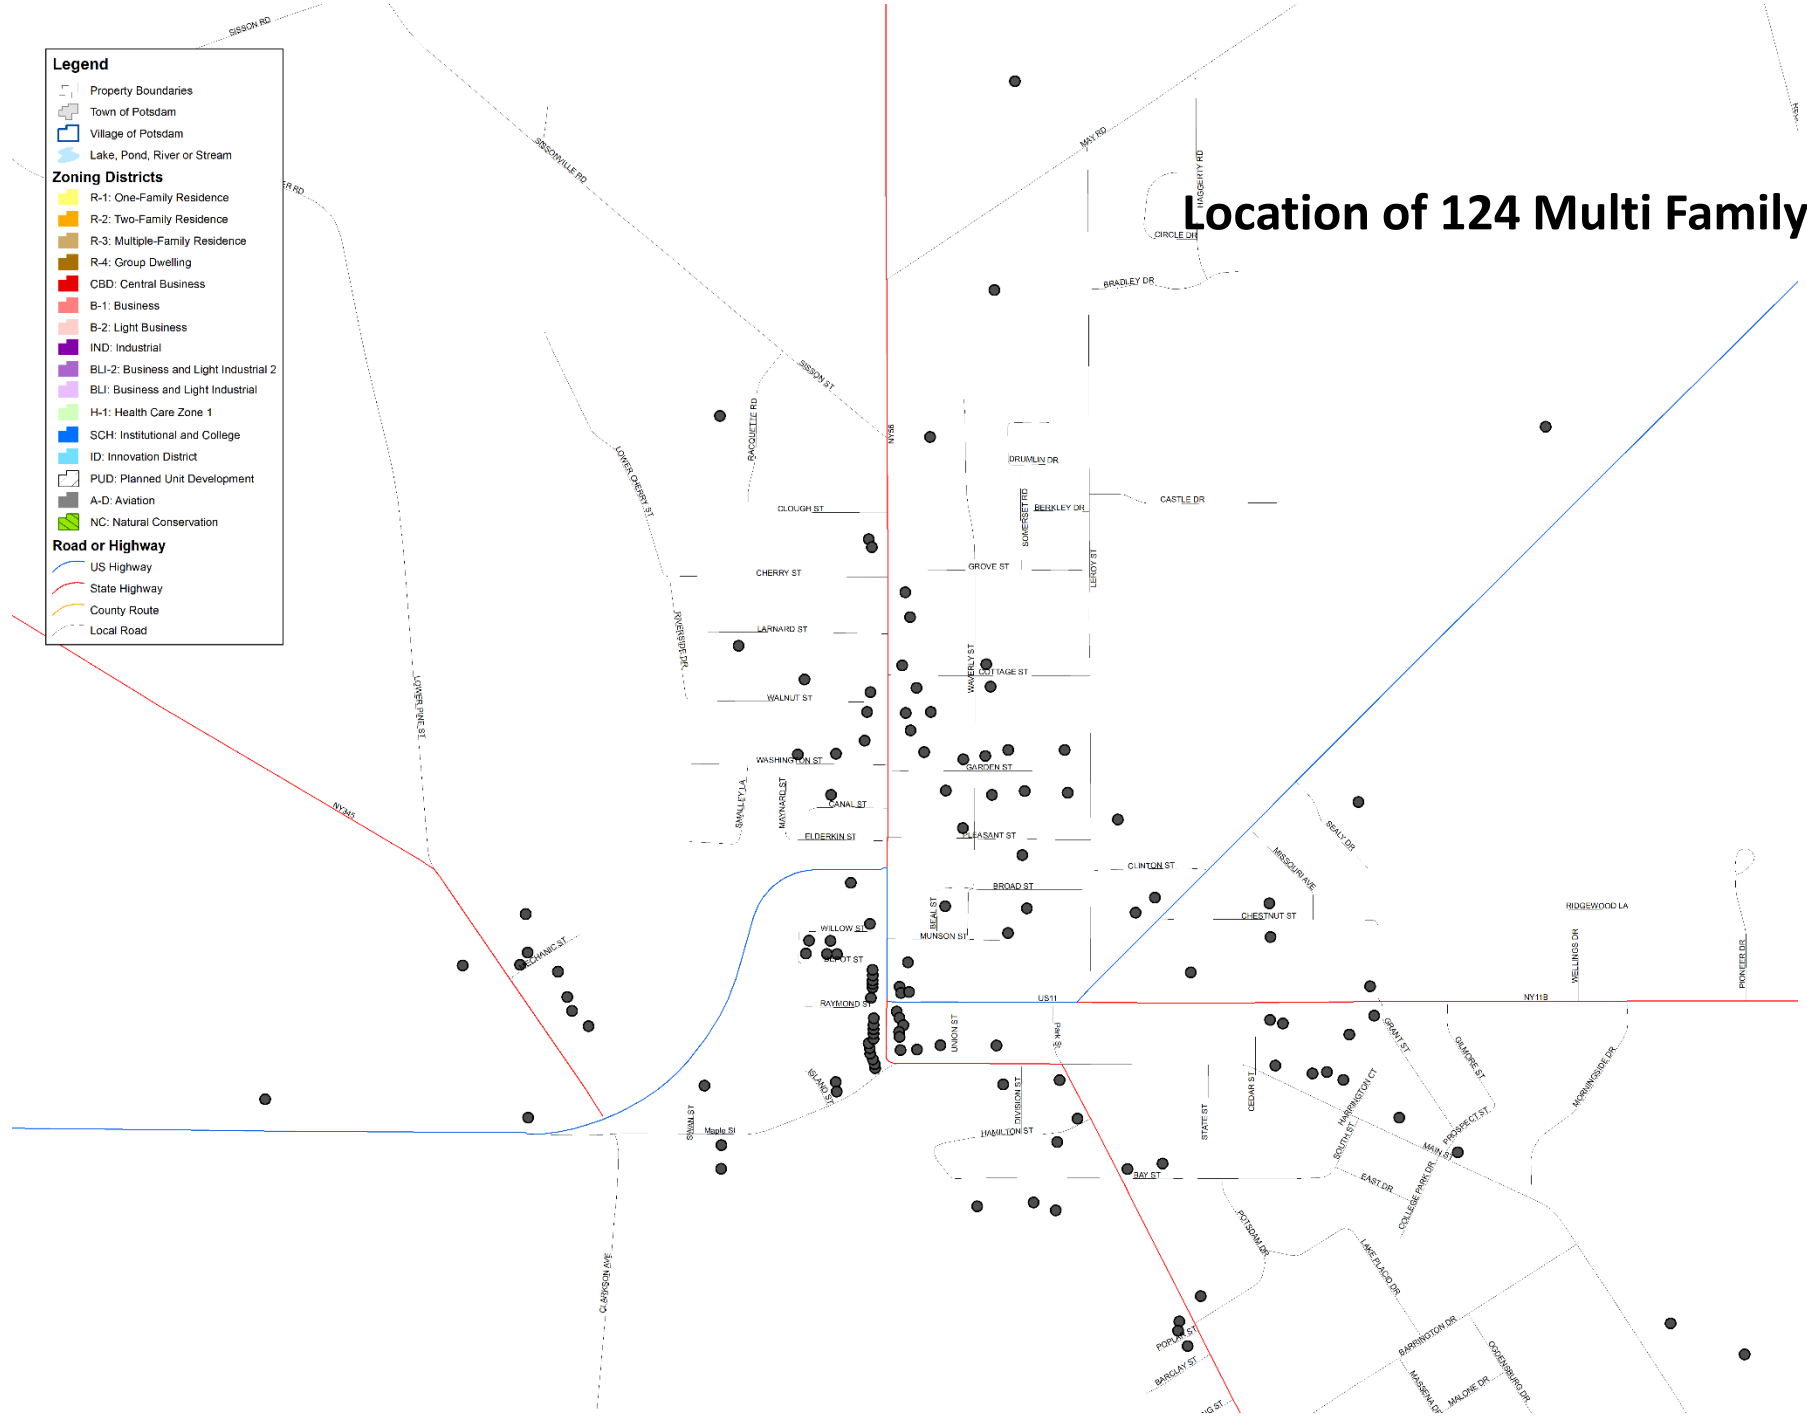 SISSON RD
Legend
Property Boundaries
Town of Potsdam
Village of Potsdam
Lake, Pond, River or Stream
Zoning Districts
R-1: One-Family Residence
R-2: Two-Family Residence
R-3: Multiple-Family Residence
R-4: Group Dwelling
CBD: Central Business
B-1: Business
B-2: Light Business
IND: Industrial
BLI-2: Business and Light Industrial 2
BLI: Business and Light Industrial
H-1: Health Care Zone 1
SCH: Institutional and College
ID: Innovation District
PUD: Planned Unit Development
A-D: Aviation
NC: Natural Conservation
Road or Highway
US Highway
State Highway
County Route
Local Road
Location of 124 Multi Family
ER RD
SISSONVILLE RD
MAY RD
HAGGERTY RD
CIRCLE DR
BRADLEY DR
SISSON ST
RACQUETTE RD
NY56
LOWER CHERRY ST
DRUMLIN DR
SOMERSET RD
BERKLEY DR
CASTLE DR
CLOUGH ST
LEROY ST
CHERRY ST
GROVE ST
LARNARD ST
RIVERSIDE DR
WAVERLY ST
COTTAGE ST
WALNUT ST
LOWER PINE ST
WASHINGTON ST
GARDEN ST
SMALLEY LA
MAYNARD ST
CANAL ST
NY345
ELDERKIN ST
PLEASANT ST
SEALY DR
MISSOURI AVE
CLINTON ST
BROAD ST
BEAL ST
CHESTNUT ST
RIDGEWOOD LA
WILLOW ST
MUNSON ST
MECHANIC ST
DEPOT ST
WELLINGS DR
PIONEER DR
RAYMOND ST
US11
NY11B
UNION ST
Park St
GRANT ST
GILMORE ST
MORNINGSIDE DR
ISLAND ST
SWAN ST
Maple St
DIVISION ST
HAMILTON ST
STATE ST
CEDAR ST
HARRINGTON CT
SOUTH ST
PROSPECT ST
MAIN ST
BAY ST
EAST DR
COLLEGE PARK DR
POTSDAM DR
LAKE PLACID DR
CLARKSON AVE
POPLAR ST
BARCLAY ST
BARRINGTON DR
OGDENSBURG DR
MASSENA DR
MALONE DR
NG ST